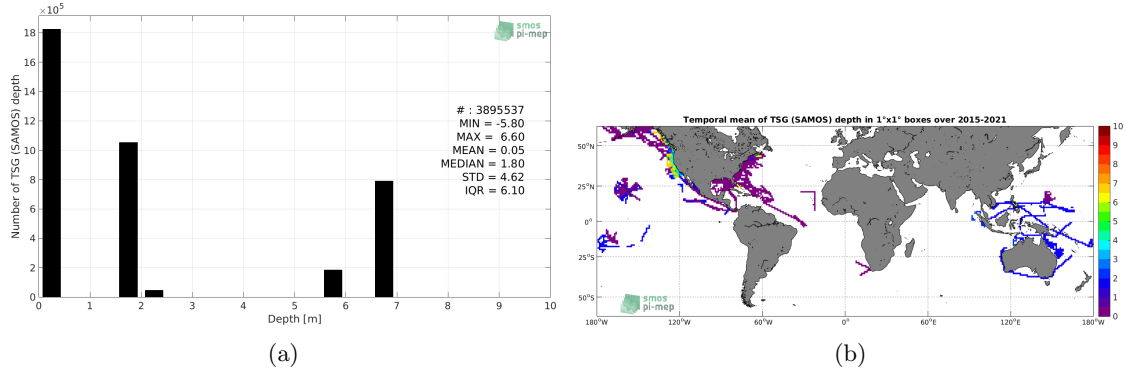 ×10⁵
18
16
14
12
10
8
6
4
2
0
Number of TSG (SAMOS) depth
1 2 3 4 5 6 7 8 9 10
Depth [m]
smos
pi-mep
# : 3895537
MIN = -5.80
MAX = 6.60
MEAN = 0.05
MEDIAN = 1.80
STD = 4.62
IQR = 6.10
(a)
Temporal mean of TSG (SAMOS) depth in 1°x1° boxes over 2015-2021
50°N
25°N
0°
25°S
50°S
180°W 120°W 60°W 0° 60°E 120°E 180°W
smos
pi-mep
10
9
8
7
6
5
4
3
2
1
0
(b)